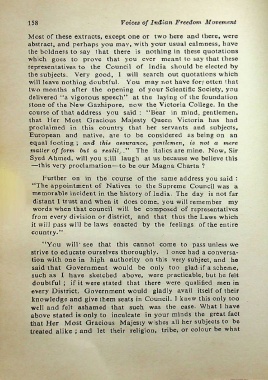 158 Voices of Indian Freedom Movement
Most of these extracts, except one or two here and there, were
abstract, and perhaps you may, with your usual calmness, have
the boldness to say that there is nothing in these quotations
which goes to prove that you ever meant to say that these
representatives to the Council of India should be elected by
the subjects. Very good, I will search out quotations which
will leave nothing doubtful. You may not have forgotten that
two months after the opening of your Scientific Society, you
delivered "a vigorous speech" at the laying of the foundation
stone of the New Gazhipore, now the Victoria College. In the
course of that address you said : "Bear in mind, gentlemen,
that Her Most Gracious Majesty Queen Victoria has had
proclaimed in this country that her servants and subjects,
European and native, are to be considered as being on an
equal footing ; and this assurance, gentlemen, is not a mere
matter of form but a reality." The italics are mine. Now, Sir
Syed Ahmed, will you still laugh at us because we believe this
—this very proclamation—to be our Magna Charta ?
Further on in the course of the same address you said :
"The appointment of Natives to the Supreme Council was a
memorable incident in the history of India. The day is not far
distant I trust and when it does come, you will remember my
words when that council will be composed of representatives
from every division or district, and that thus the Laws which
it will pass will be laws enacted by the feelings of the entire
country."
"You will see that this cannot come to pass unless we
strive to educate ourselves thoroughly. I once had a conversa-
tion with one in high authority on this very subject, and he
said that Government would be only too glad if a scheme,
such as I have sketched above, were practicable, but he felt
doubtful ; if it were stated that there were qualified men in
every District, Government would gladly avail itself of their
knowledge and give them seats in Council. I knew this only too
well and felt ashamed that such was the case. What I have
above stated is only to inculcate in your minds the great fact
that Her Most Gracious Majesty wishes all her subjects to be
treated alike ; and let their religion, tribe, or colour be what